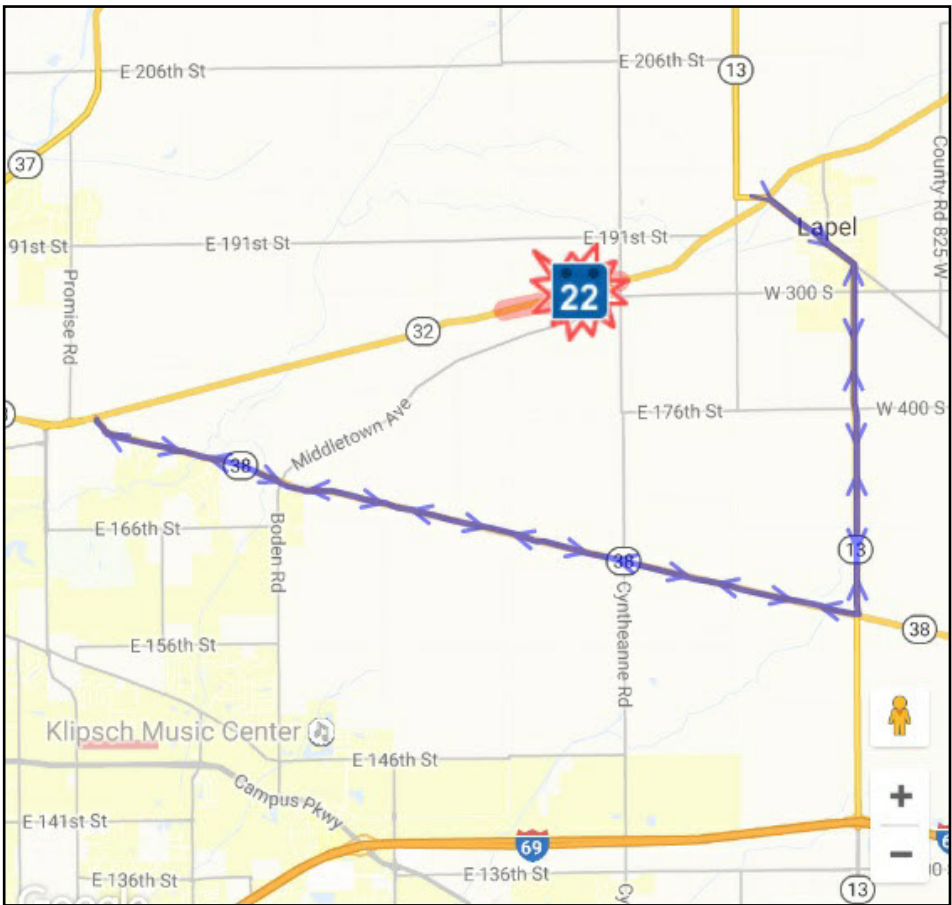 E 206th St
E 206th St
13
37
County Rd 825 W
Lapel
91st St
E 191st St
E 191st St
Promise Rd
22
W 300 S
32
Middletown Ave
E 176th St
W 400 S
38
E 166th St
Boden Rd
13
38
Cyntheanne Rd
38
E 156th St
Klipsch Music Center
E 146th St
Campus Pkwy
+
E 141st St
69
−
E 136th St
E 136th St
Cy
13
Google